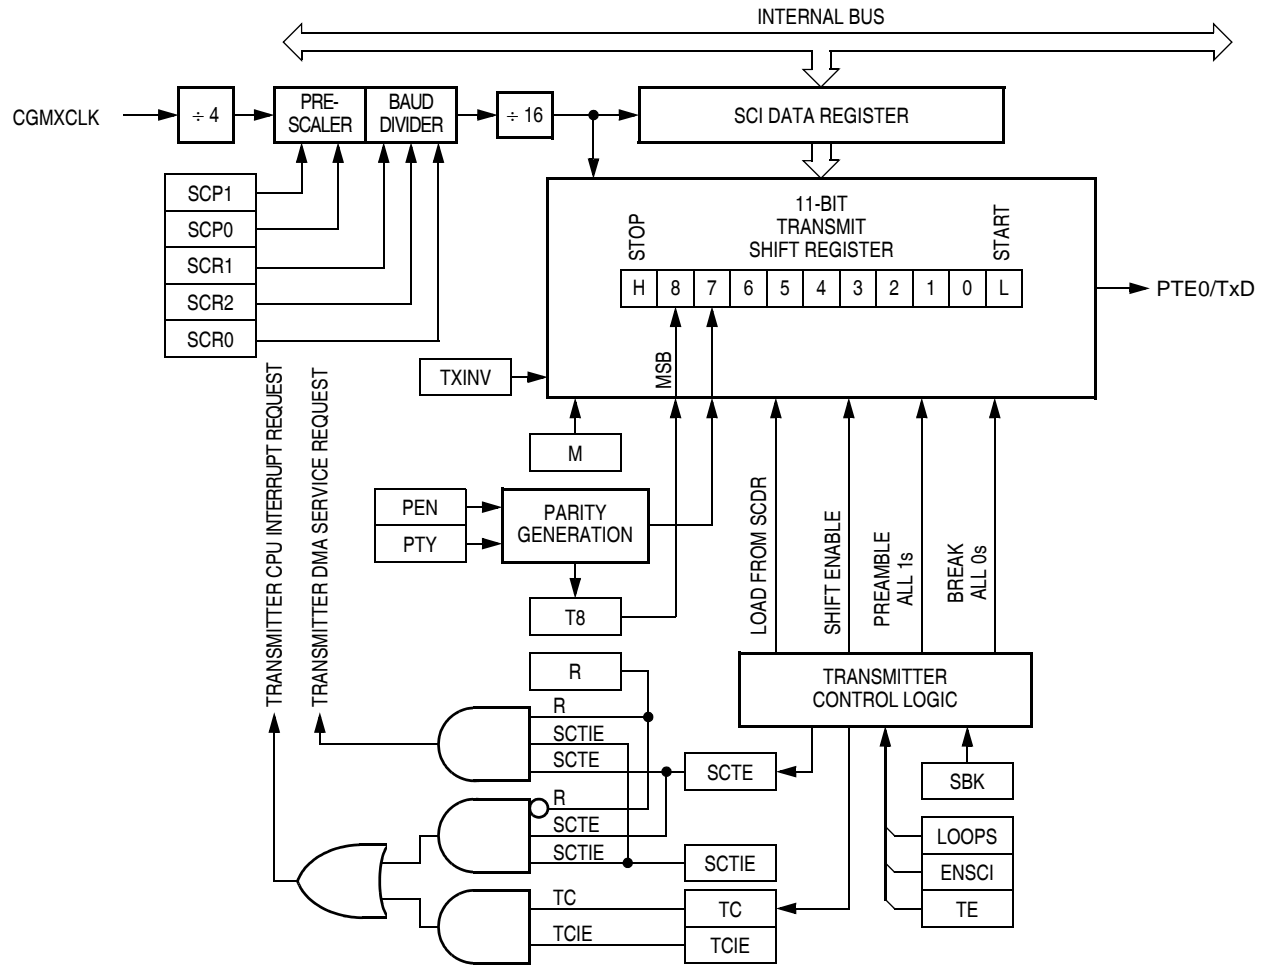 INTERNAL BUS
CGMXCLK
÷ 4
PRE-
SCALER
BAUD
DIVIDER
÷ 16
SCI DATA REGISTER
SCP1
SCP0
SCR1
SCR2
SCR0
11-BIT
TRANSMIT
SHIFT REGISTER
STOP
START
H 8 7 6 5 4 3 2 1 0 L
PTE0/TxD
MSB
TXINV
M
PEN
PTY
PARITY
GENERATION
T8
TRANSMITTER CPU INTERRUPT REQUEST
TRANSMITTER DMA SERVICE REQUEST
LOAD FROM SCDR
SHIFT ENABLE
PREAMBLE
ALL 1s
BREAK
ALL 0s
TRANSMITTER
CONTROL LOGIC
R
R
SCTIE
SCTE
SCTE
SBK
R
SCTE
SCTIE
SCTIE
LOOPS
ENSCI
TE
TC
TC
TCIE
TCIE